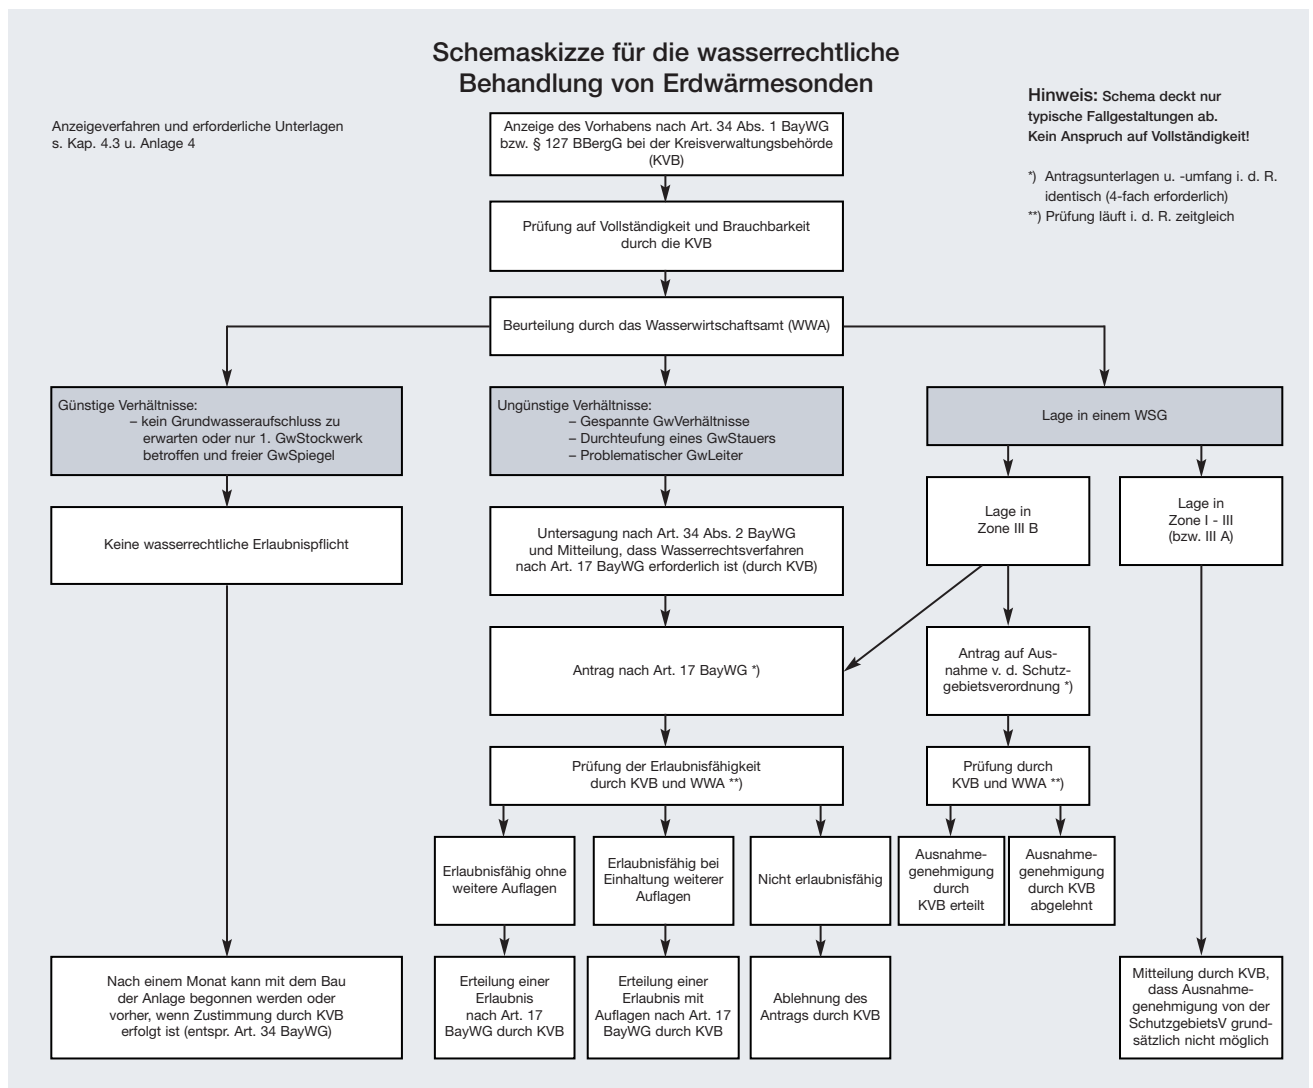 Schemaskizze für die wasserrechtliche
Behandlung von Erdwärmesonden
Anzeigeverfahren und erforderliche Unterlagen
s. Kap. 4.3 u. Anlage 4
Hinweis: Schema deckt nur
typische Fallgestaltungen ab.
Kein Anspruch auf Vollständigkeit!
*) Antragsunterlagen u. -umfang i. d. R.
identisch (4-fach erforderlich)
**) Prüfung läuft i. d. R. zeitgleich
Anzeige des Vorhabens nach Art. 34 Abs. 1 BayWG
bzw. § 127 BBergG bei der Kreisverwaltungsbehörde
(KVB)
Prüfung auf Vollständigkeit und Brauchbarkeit
durch die KVB
Beurteilung durch das Wasserwirtschaftsamt (WWA)
Günstige Verhältnisse:
– kein Grundwasseraufschluss zu
erwarten oder nur 1. GwStockwerk
betroffen und freier GwSpiegel
Ungünstige Verhältnisse:
– Gespannte GwVerhältnisse
– Durchteufung eines GwStauers
– Problematischer GwLeiter
Lage in einem WSG
Keine wasserrechtliche Erlaubnispflicht
Untersagung nach Art. 34 Abs. 2 BayWG
und Mitteilung, dass Wasserrechtsverfahren
nach Art. 17 BayWG erforderlich ist (durch KVB)
Lage in
Zone III B
Lage in
Zone I - III
(bzw. III A)
Antrag nach Art. 17 BayWG *)
Antrag auf Aus-
nahme v. d. Schutz-
gebietsverordnung *)
Prüfung der Erlaubnisfähigkeit
durch KVB und WWA **)
Prüfung durch
KVB und WWA **)
Erlaubnisfähig ohne
weitere Auflagen
Erlaubnisfähig bei
Einhaltung weiterer
Auflagen
Nicht erlaubnisfähig
Ausnahme-
genehmigung
durch
KVB erteilt
Ausnahme-
genehmigung
durch KVB
abgelehnt
Nach einem Monat kann mit dem Bau
der Anlage begonnen werden oder
vorher, wenn Zustimmung durch KVB
erfolgt ist (entspr. Art. 34 BayWG)
Erteilung einer
Erlaubnis
nach Art. 17
BayWG durch KVB
Erteilung einer
Erlaubnis mit
Auflagen nach Art. 17
BayWG durch KVB
Ablehnung des
Antrags durch KVB
Mitteilung durch KVB,
dass Ausnahme-
genehmigung von der
SchutzgebietsV grund-
sätzlich nicht möglich